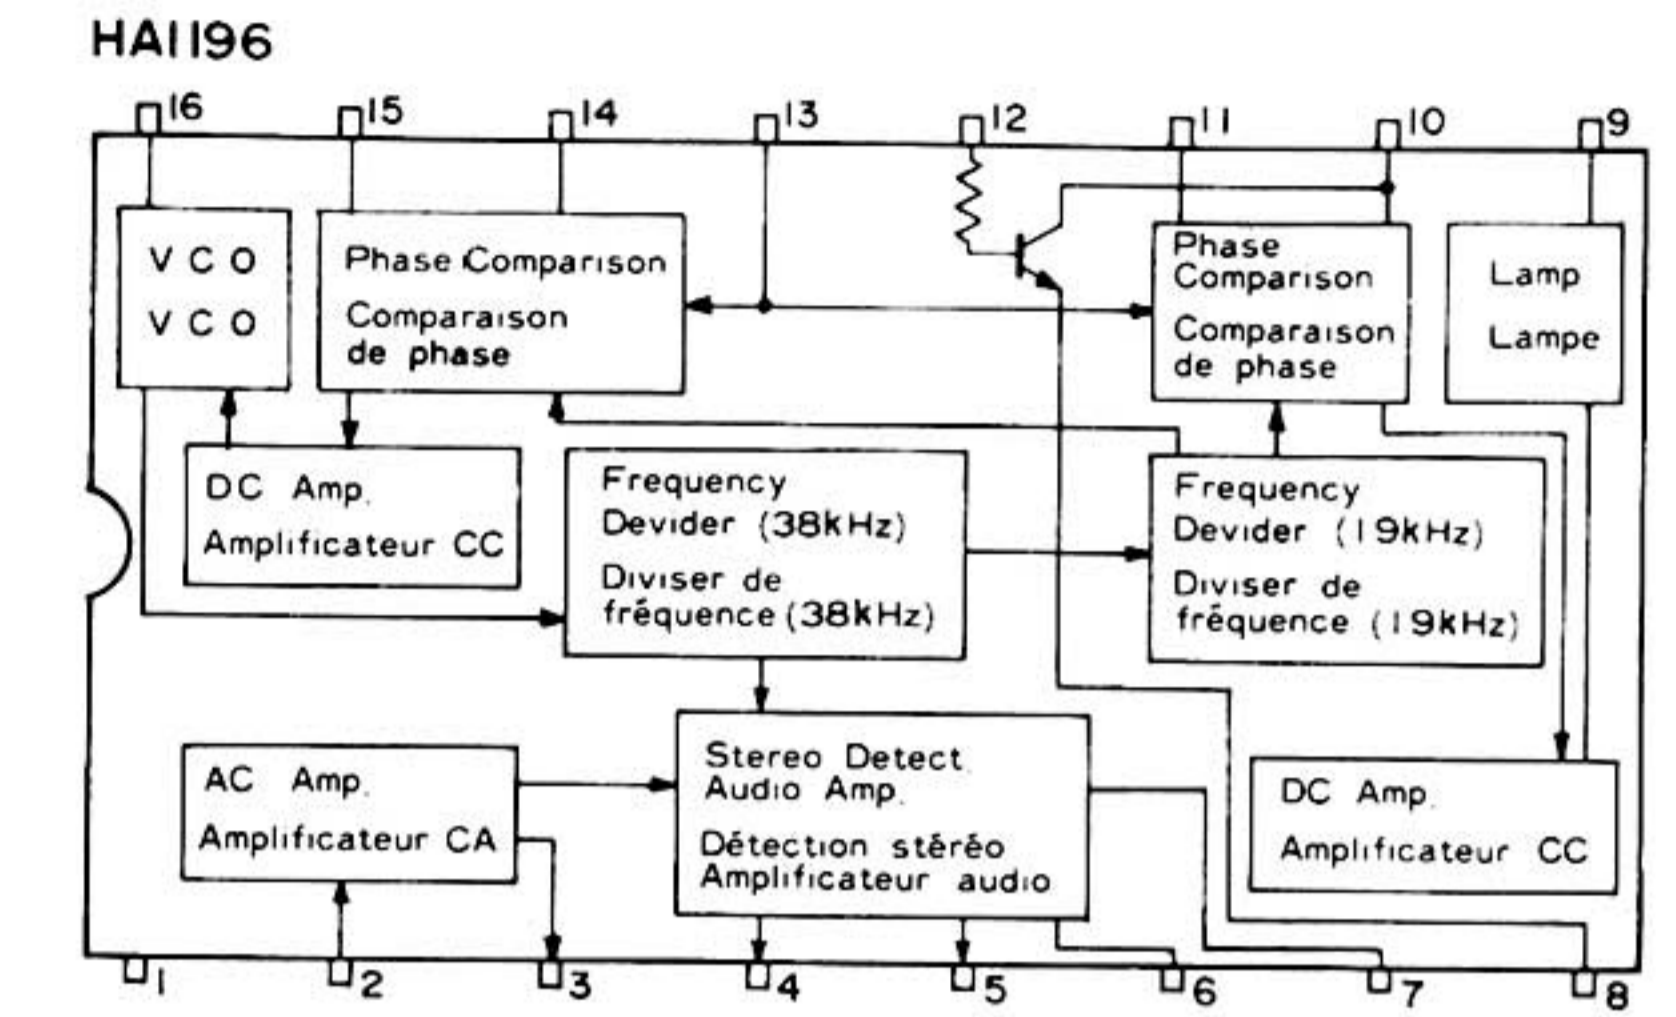 HA1196
16 15 14 13 12 11 10 9
V C O
V C O
Phase Comparison
Comparaison
de phase
Phase
Comparison
Comparaison
de phase
Lamp
Lampe
DC Amp.
Amplificateur CC
Frequency
Devider (38kHz)
Diviser de
fréquence (38kHz)
Frequency
Devider (19kHz)
Diviser de
fréquence (19kHz)
AC Amp.
Amplificateur CA
Stereo Detect.
Audio Amp.
Détection stéréo
Amplificateur audio
DC Amp.
Amplificateur CC
1 2 3 4 5 6 7 8